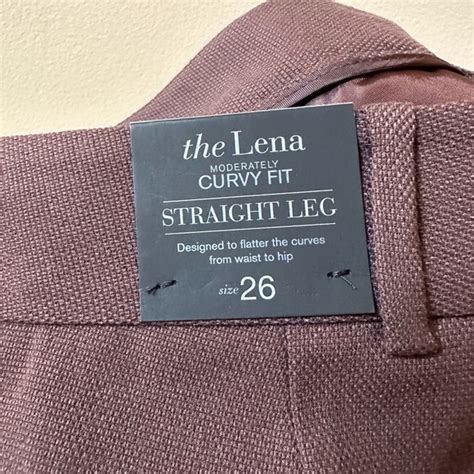 the Lena
MODERATELY
CURVY FIT
STRAIGHT LEG
Designed to flatter the curves
from waist to hip
size 26